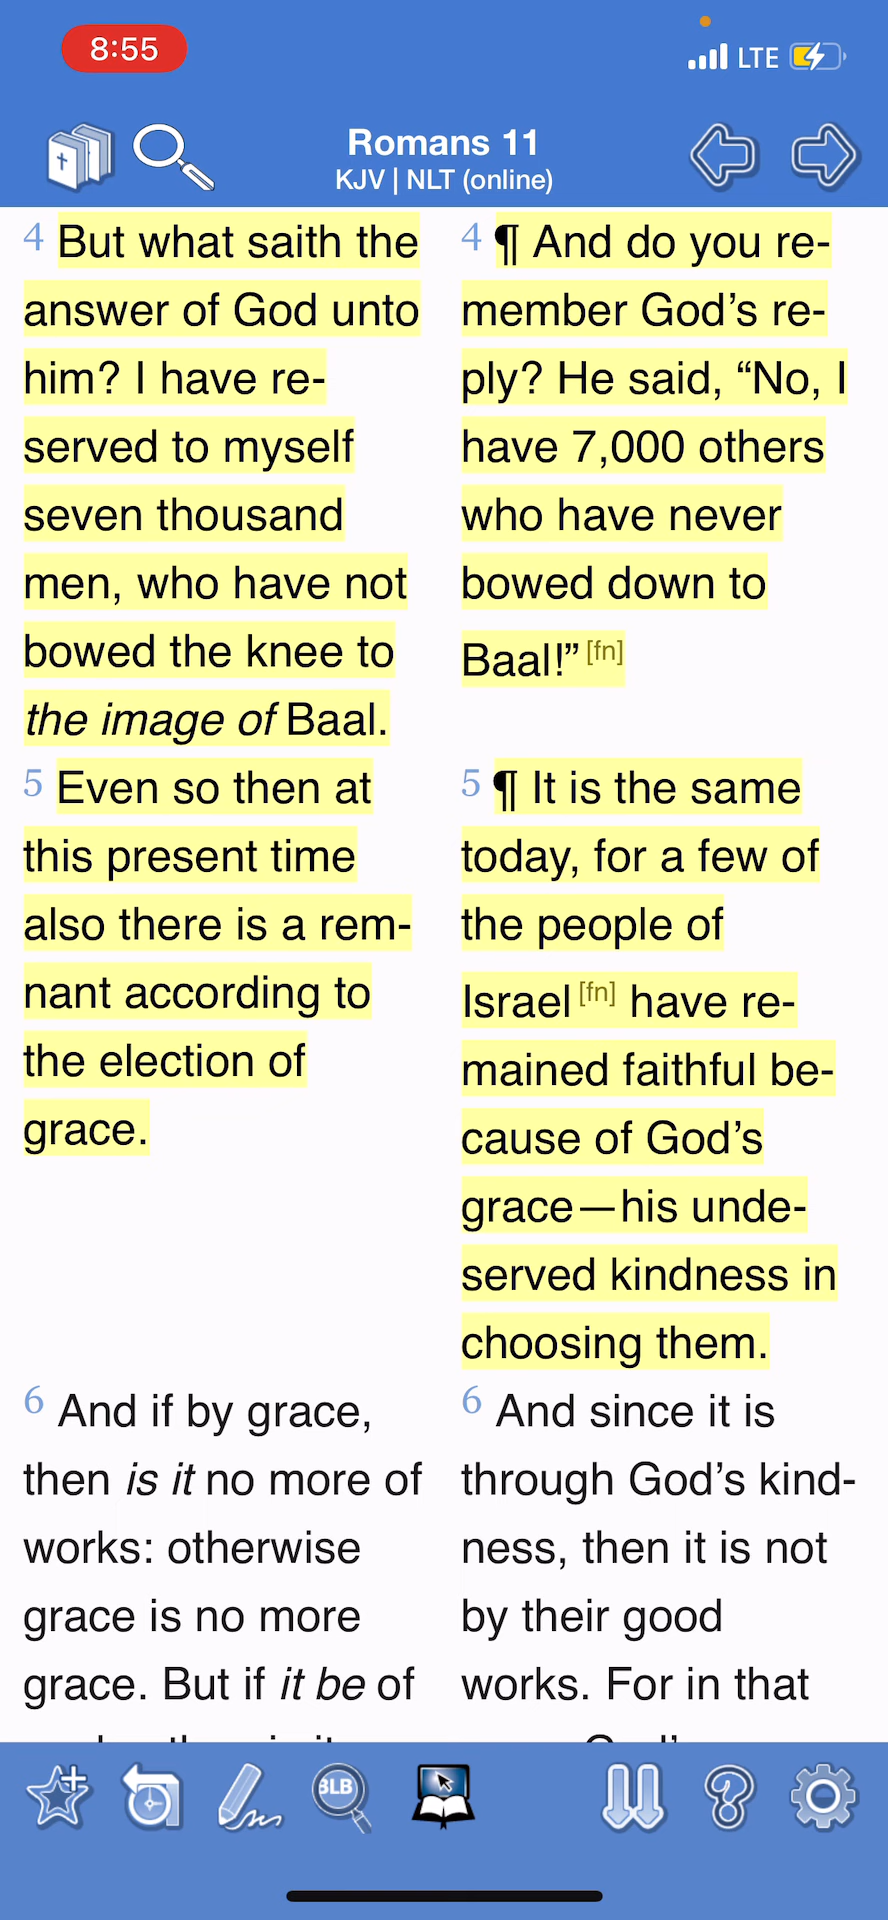 8:55
LTE
Romans 11
KJV | NLT (online)
4 But what saith the
answer of God unto
him? I have re-
served to myself
seven thousand
men, who have not
bowed the knee to
the image of Baal.
5 Even so then at
this present time
also there is a rem-
nant according to
the election of
grace.
6 And if by grace,
then is it no more of
works: otherwise
grace is no more
grace. But if it be of
4 ¶ And do you re-
member God’s re-
ply? He said, “No, I
have 7,000 others
who have never
bowed down to
Baal!” [fn]
5 ¶ It is the same
today, for a few of
the people of
Israel [fn] have re-
mained faithful be-
cause of God’s
grace—his unde-
served kindness in
choosing them.
6 And since it is
through God’s kind-
ness, then it is not
by their good
works. For in that
BLB